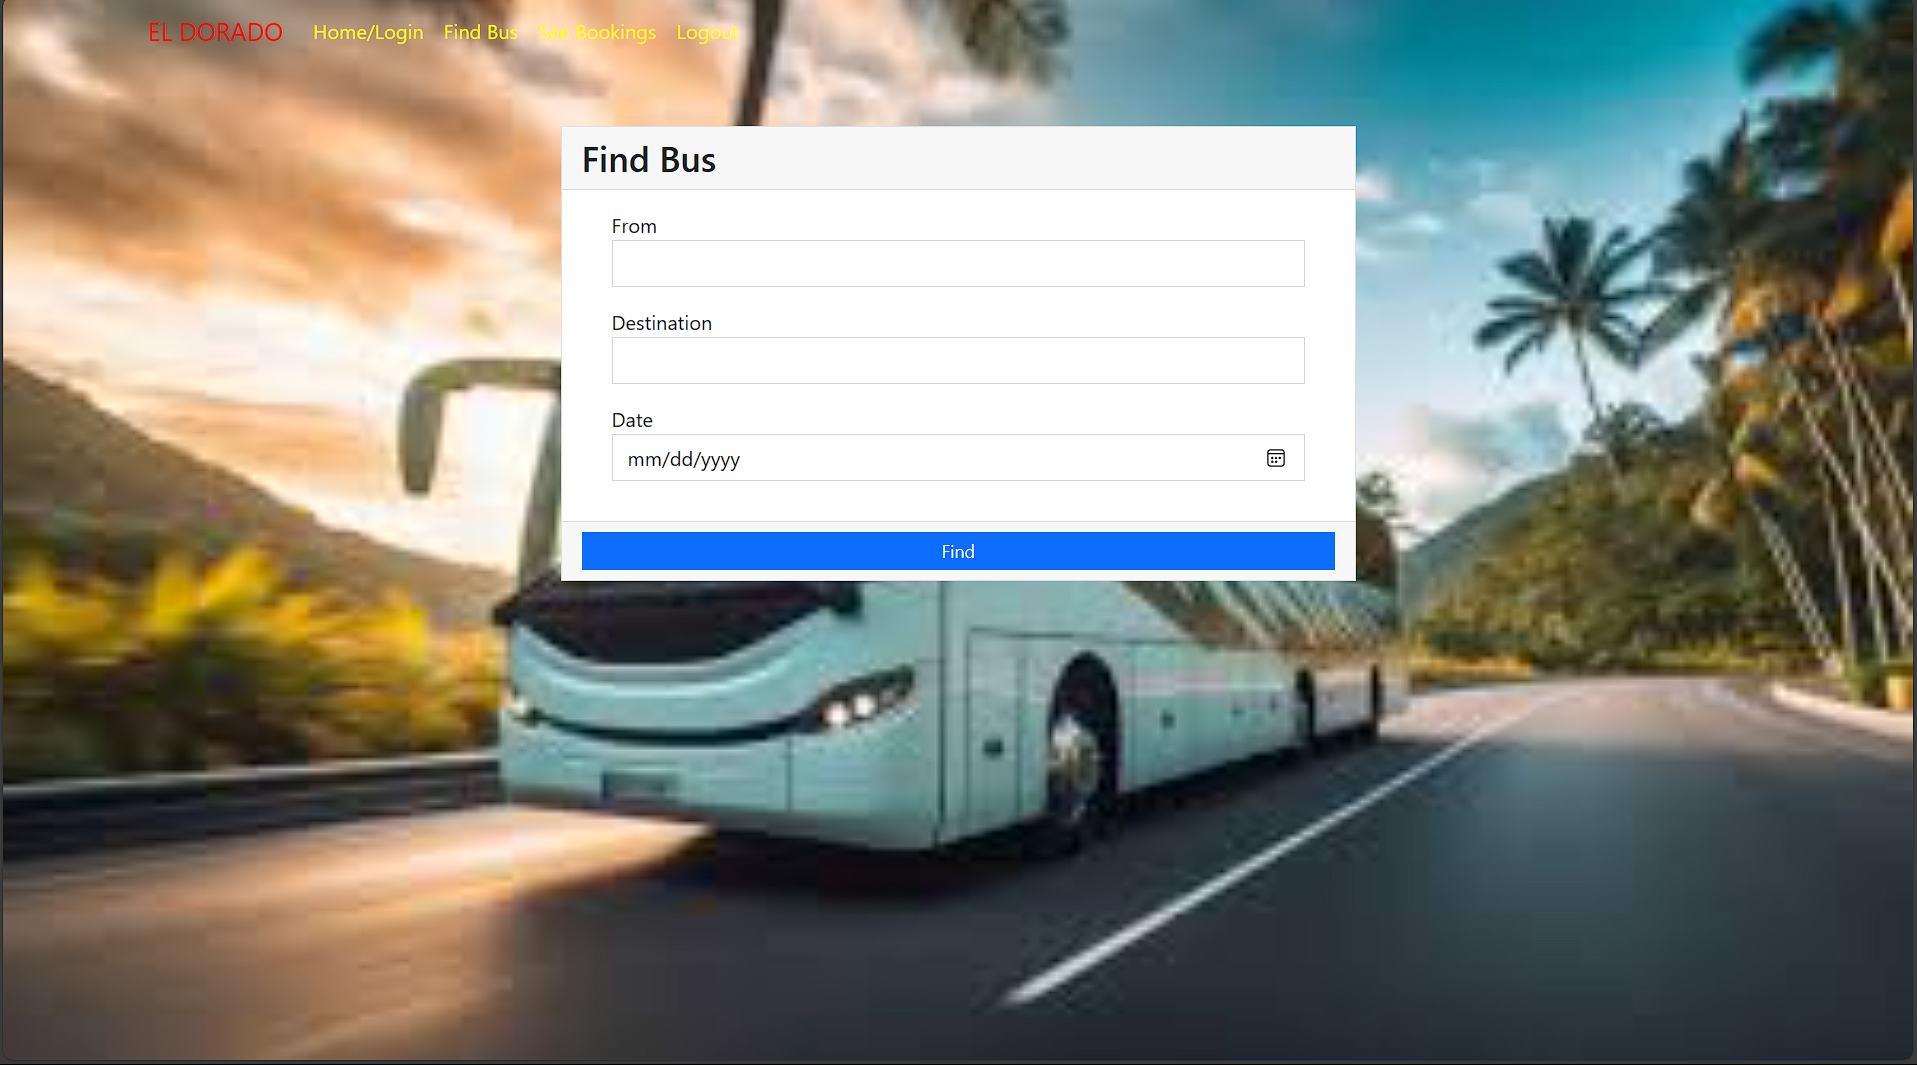 EL DORADO Home/Login Find Bus See Bookings Logout
Find Bus
From
Destination
Date
mm/dd/yyyy
Find